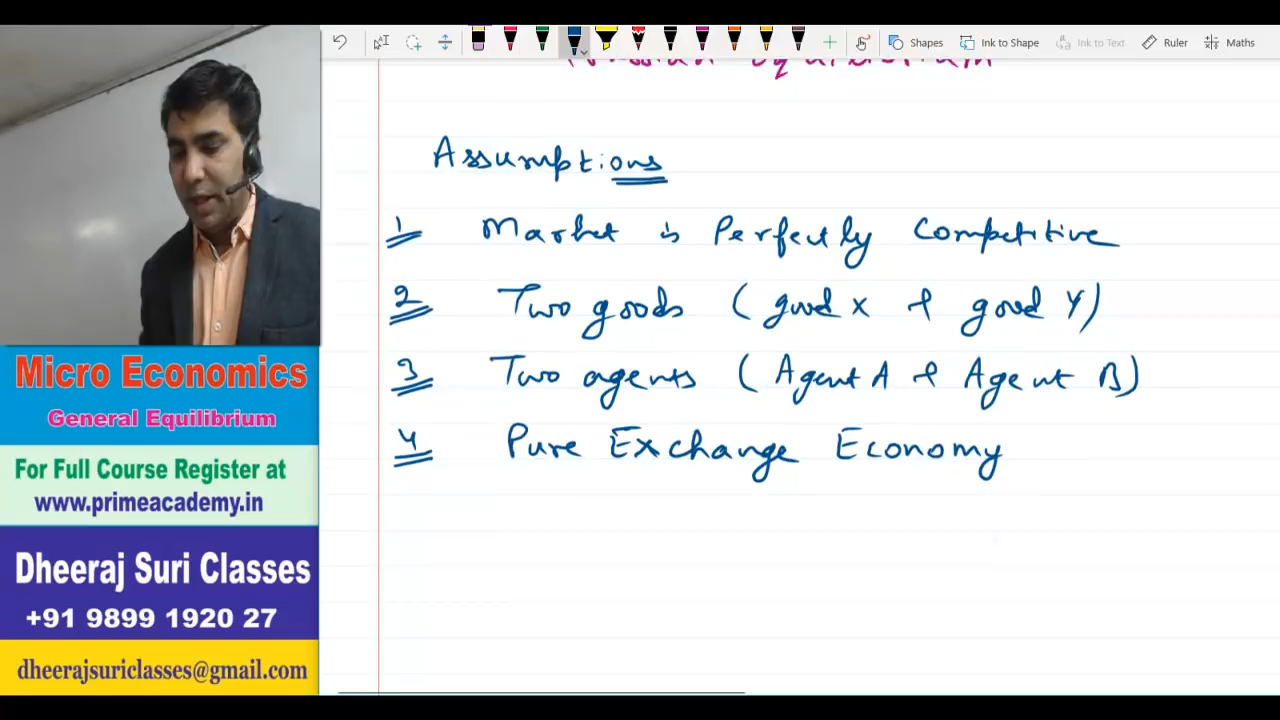 Shapes Ink to Shape Ink to Text Ruler Maths
Assumptions
1 Market is Perfectly Competitive
2 Two goods (good X & good Y)
3 Two agents (Agent A & Agent B)
4 Pure Exchange Economy
Micro Economics
General Equilibrium
For Full Course Register at
www.primeacademy.in
Dheeraj Suri Classes
+91 9899 1920 27
dheerajsuriclasses@gmail.com